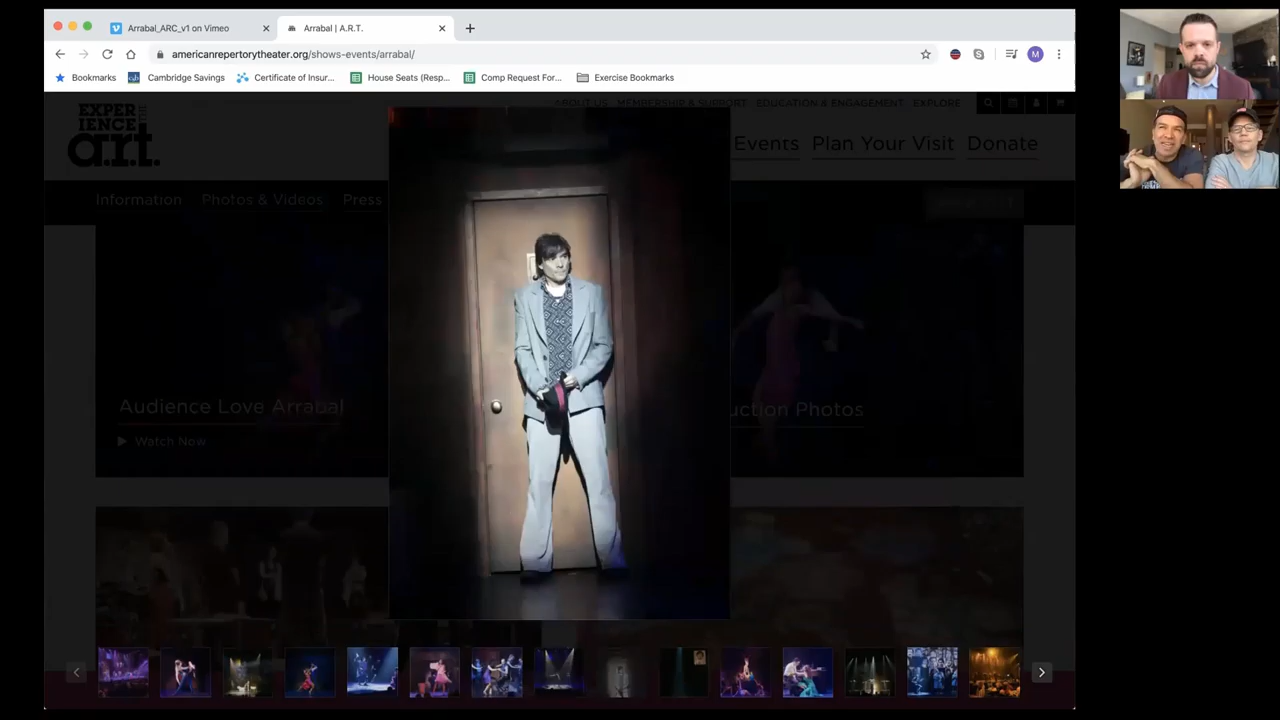 Arrabal_ARC_v1 on Vimeo
Arrabal | A.R.T.
americanrepertorytheater.org/shows-events/arrabal/
M
Bookmarks
Cambridge Savings
Certificate of Insur...
House Seats (Resp...
Comp Request For...
Exercise Bookmarks
EXPERIENCE THE
a.r.t.
ABOUT US MEMBERSHIP & SUPPORT EDUCATION & ENGAGEMENT EXPLORE
Events Plan Your Visit Donate
Information Photos & Videos Press
Audience Love Arrabal
Watch Now
uction Photos